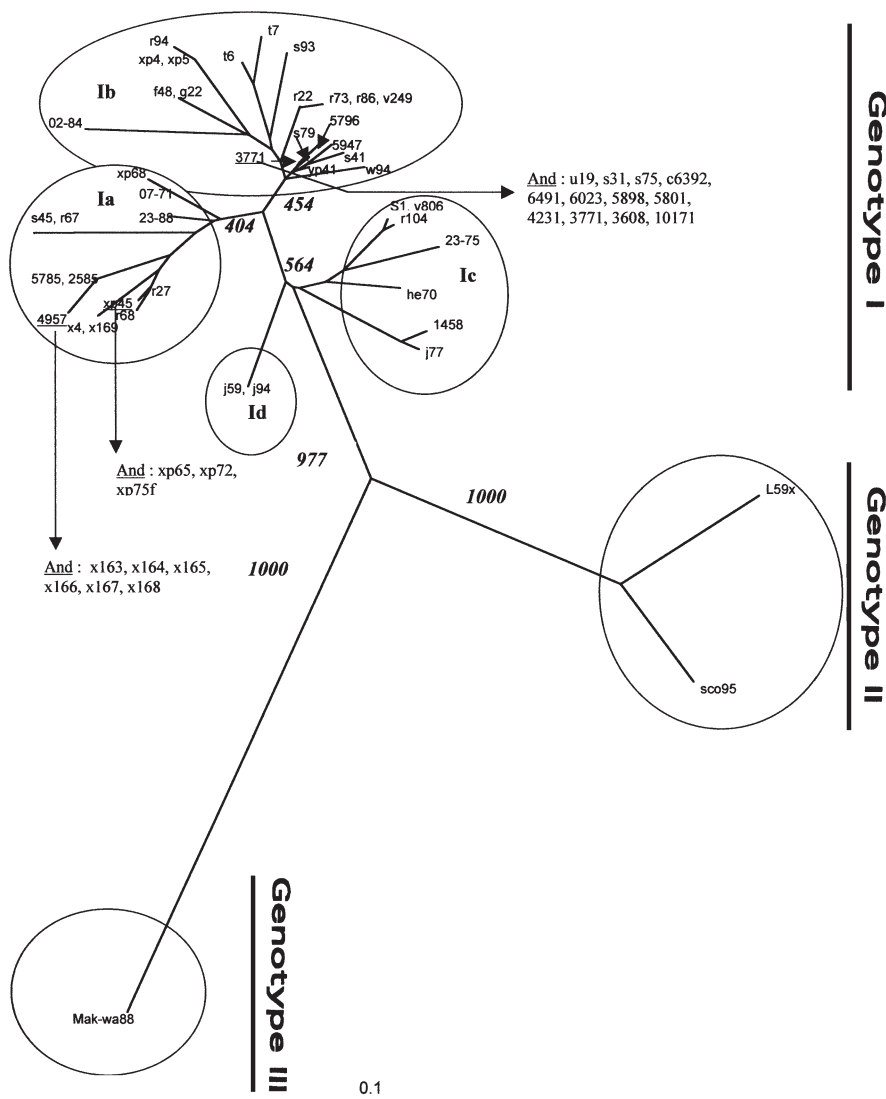 t7
r94
s93
xp4, xp5
t6
Ib
f48, g22
r22
r73, r86, v249
02-84
5796
s79
5947
3771
s41
vp41
w94
xp68
07-71
Ia
And : u19, s31, s75, c6392,
6491, 6023, 5898, 5801,
4231, 3771, 3608, 10171
454
S1, v806
r104
s45, r67
23-88
404
23-75
564
Ic
5785, 2585
r27
he70
xp45
4957
x4, x169
r68
1458
j77
j59, j94
Id
977
And : xp65, xp72,
xp75f
1000
L59x
And : x163, x164, x165,
x166, x167, x168
1000
sco95
Mak-wa88
Genotype I
Genotype II
Genotype III
0.1